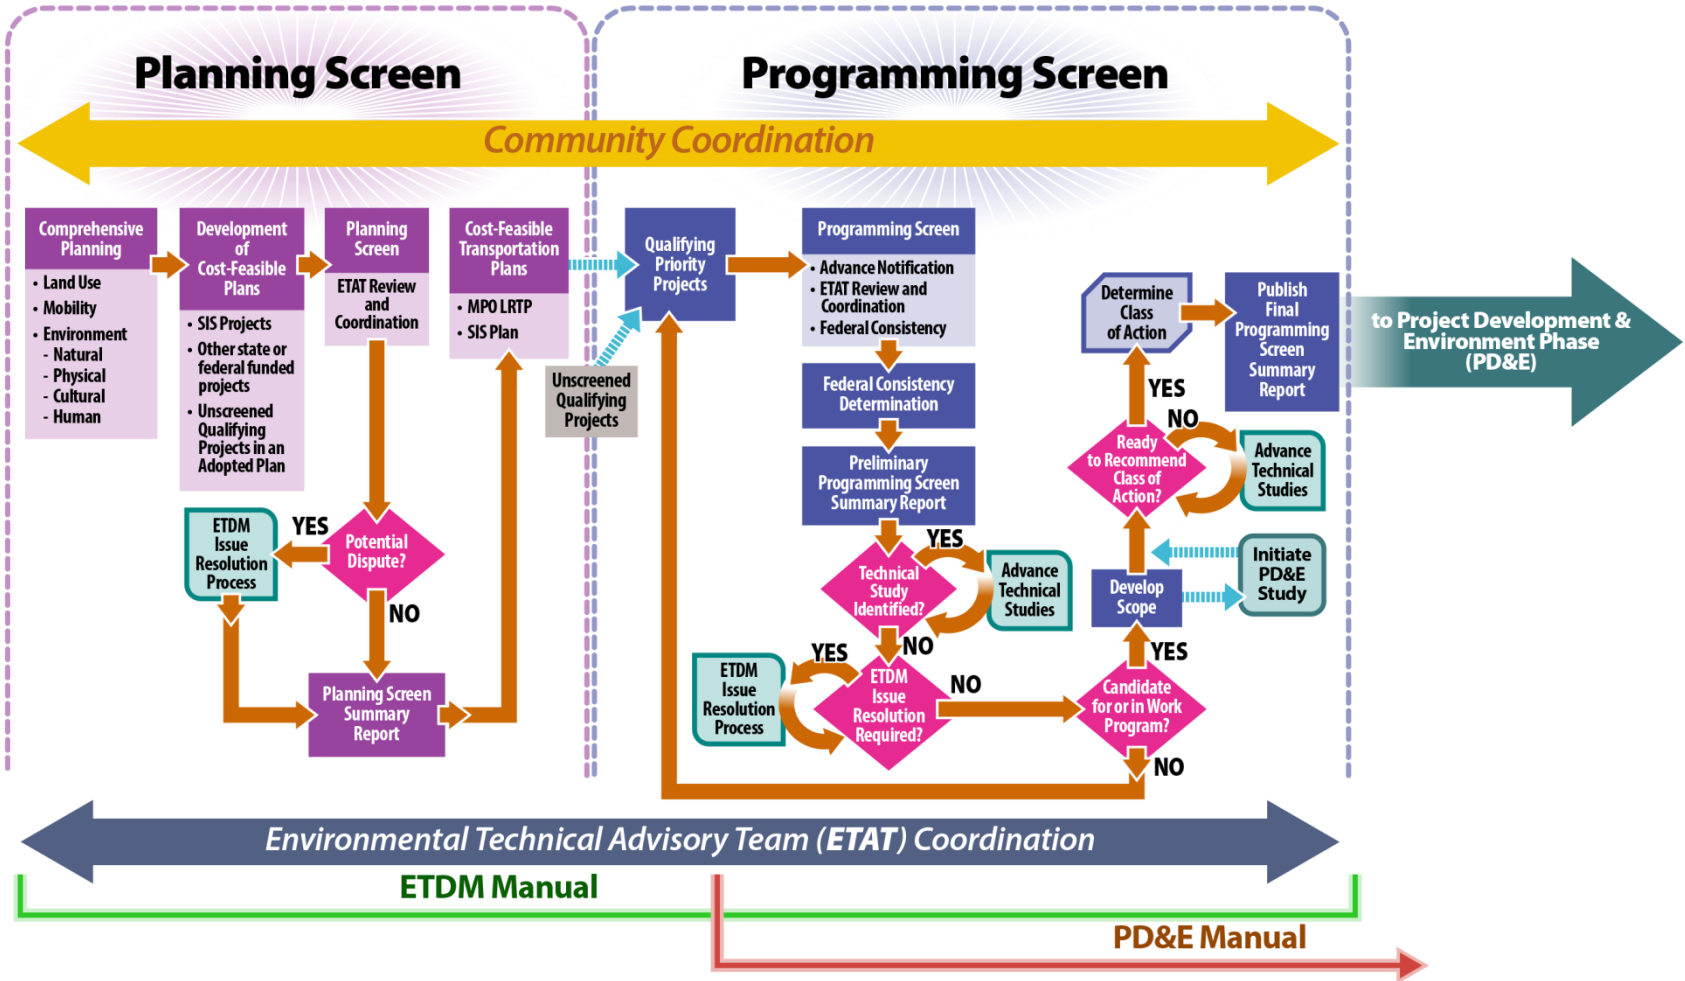 Planning Screen
Programming Screen
Community Coordination
Comprehensive
Planning
• Land Use
• Mobility
• Environment
- Natural
- Physical
- Cultural
- Human
Development
of
Cost-Feasible
Plans
• SIS Projects
• Other state or
federal funded
projects
• Unscreened
Qualifying
Projects in an
Adopted Plan
Planning
Screen
ETAT Review
and
Coordination
Cost-Feasible
Transportation
Plans
• MPO LRTP
• SIS Plan
Potential
Dispute?
YES
NO
ETDM
Issue
Resolution
Process
Planning Screen
Summary
Report
Unscreened
Qualifying
Projects
Qualifying
Priority
Projects
Programming Screen
• Advance Notification
• ETAT Review and
Coordination
• Federal Consistency
Federal Consistency
Determination
Preliminary
Programming Screen
Summary Report
Technical
Study
Identified?
YES
Advance
Technical
Studies
NO
ETDM
Issue
Resolution
Required?
YES
ETDM
Issue
Resolution
Process
NO
Candidate
for or in Work
Program?
NO
YES
Develop
Scope
Initiate
PD&E
Study
Ready
to Recommend
Class of
Action?
NO
Advance
Technical
Studies
YES
Determine
Class
of Action
Publish
Final
Programming
Screen
Summary
Report
to Project Development &
Environment Phase
(PD&E)
Environmental Technical Advisory Team (ETAT) Coordination
ETDM Manual
PD&E Manual